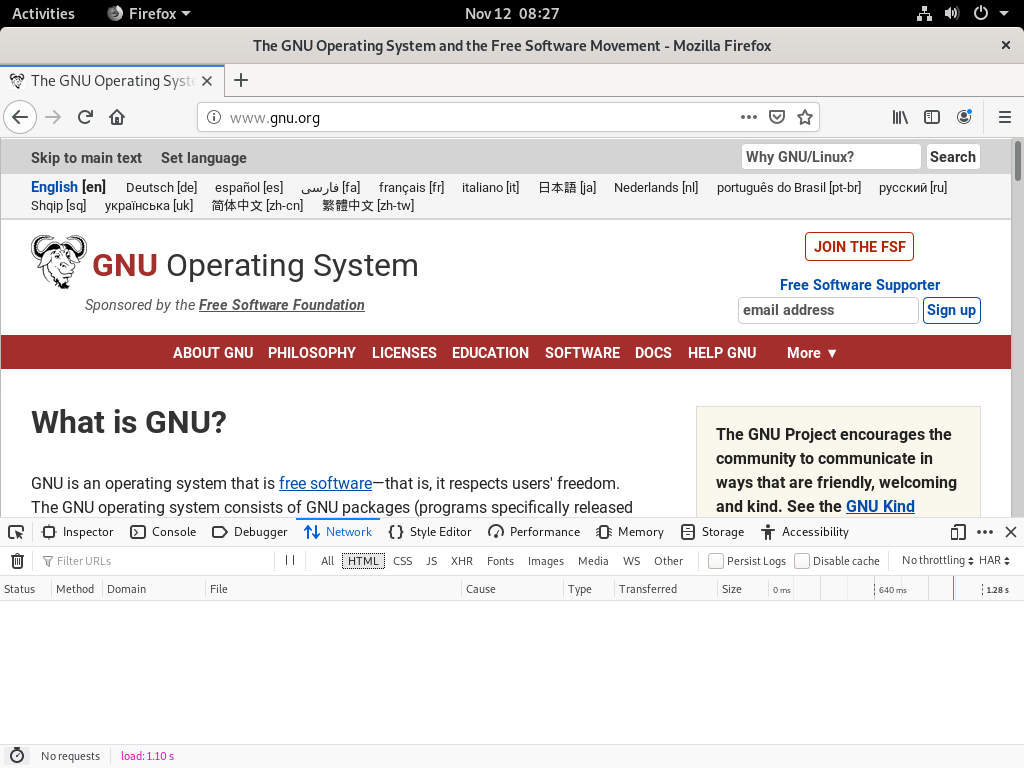 Activities Firefox Nov 12 08:27
The GNU Operating System and the Free Software Movement - Mozilla Firefox
The GNU Operating Syst
www.gnu.org
Skip to main text Set language Why GNU/Linux? Search
English [en] Deutsch [de] español [es] فارسی [fa] français [fr] italiano [it] 日本語 [ja] Nederlands [nl] português do Brasil [pt-br] русский [ru]
Shqip [sq] українська [uk] 简体中文 [zh-cn] 繁體中文 [zh-tw]
GNU Operating System
Sponsored by the Free Software Foundation
JOIN THE FSF
Free Software Supporter
email address Sign up
ABOUT GNU PHILOSOPHY LICENSES EDUCATION SOFTWARE DOCS HELP GNU More ▼
What is GNU?
GNU is an operating system that is free software—that is, it respects users' freedom.
The GNU operating system consists of GNU packages (programs specifically released
The GNU Project encourages the
community to communicate in
ways that are friendly, welcoming
and kind. See the GNU Kind
Inspector Console Debugger Network Style Editor Performance Memory Storage Accessibility
Filter URLs All HTML CSS JS XHR Fonts Images Media WS Other Persist Logs Disable cache No throttling HAR
Status Method Domain File Cause Type Transferred Size 0 ms 640 ms 1.28 s
No requests load: 1.10 s